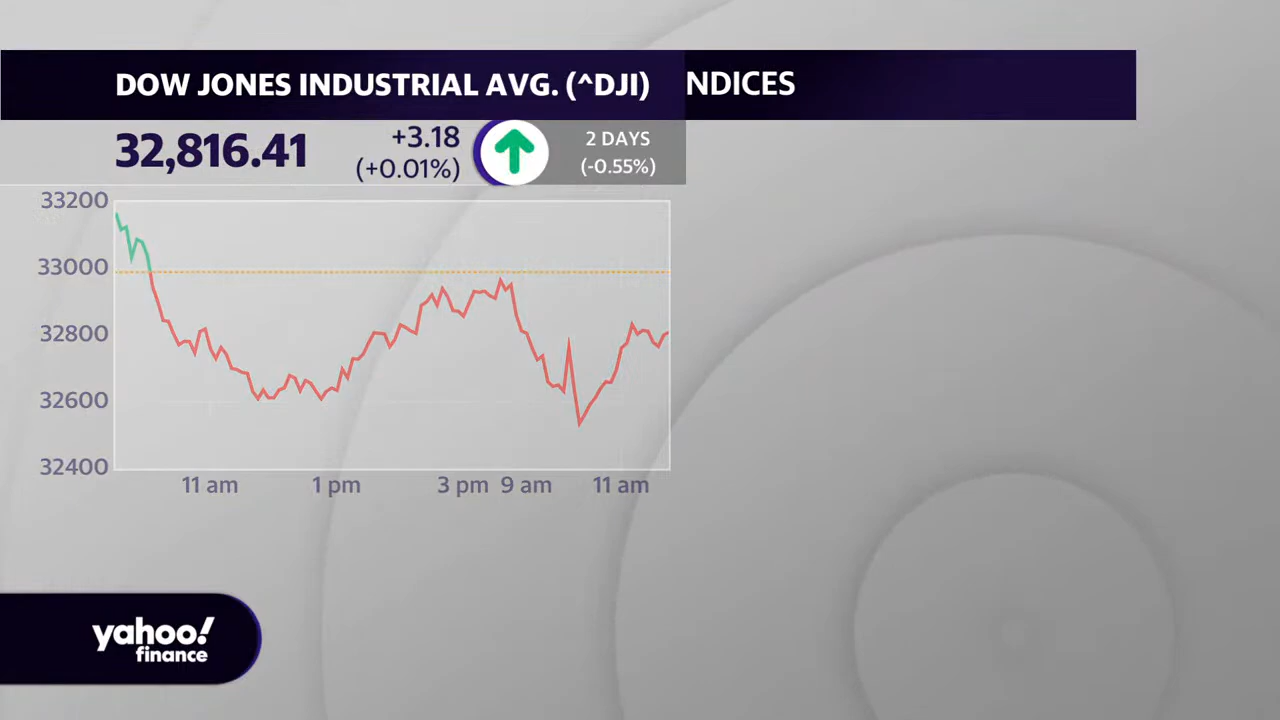 DOW JONES INDUSTRIAL AVG. (^DJI)
NDICES
32,816.41
+3.18
(+0.01%)
2 DAYS
(-0.55%)
33200
33000
32800
32600
32400
11 am 1 pm 3 pm 9 am 11 am
yahoo!
finance